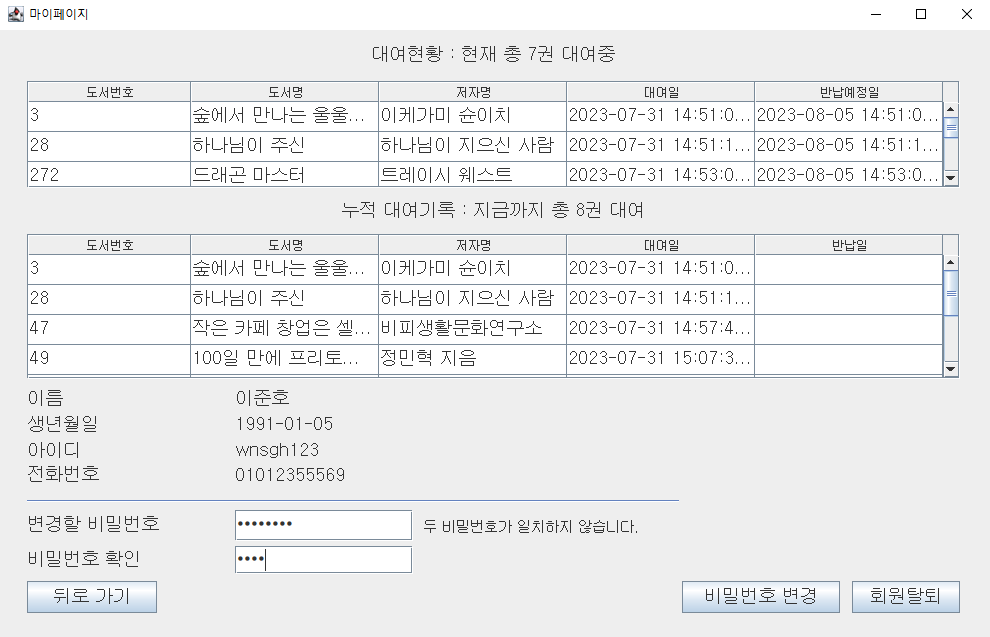 마이페이지
대여현황 : 현재 총 7권 대여중
도서번호 도서명 저자명 대여일 반납예정일
3 숲에서 만나는 울울... 이케가미 슌이치 2023-07-31 14:51:0... 2023-08-05 14:51:0...
28 하나님이 주신 하나님이 지으신 사람 2023-07-31 14:51:1... 2023-08-05 14:51:1...
272 드래곤 마스터 트레이시 웨스트 2023-07-31 14:53:0... 2023-08-05 14:53:0...
누적 대여기록 : 지금까지 총 8권 대여
도서번호 도서명 저자명 대여일 반납일
3 숲에서 만나는 울울... 이케가미 슌이치 2023-07-31 14:51:0...
28 하나님이 주신 하나님이 지으신 사람 2023-07-31 14:51:1...
47 작은 카페 창업은 셀... 비피생활문화연구소 2023-07-31 14:57:4...
49 100일 만에 프리토... 정민혁 지음 2023-07-31 15:07:3...
이름 이준호
생년월일 1991-01-05
아이디 wnsgh123
전화번호 01012355569
변경할 비밀번호 •••••••• 두 비밀번호가 일치하지 않습니다.
비밀번호 확인 ••••
뒤로 가기 비밀번호 변경 회원탈퇴